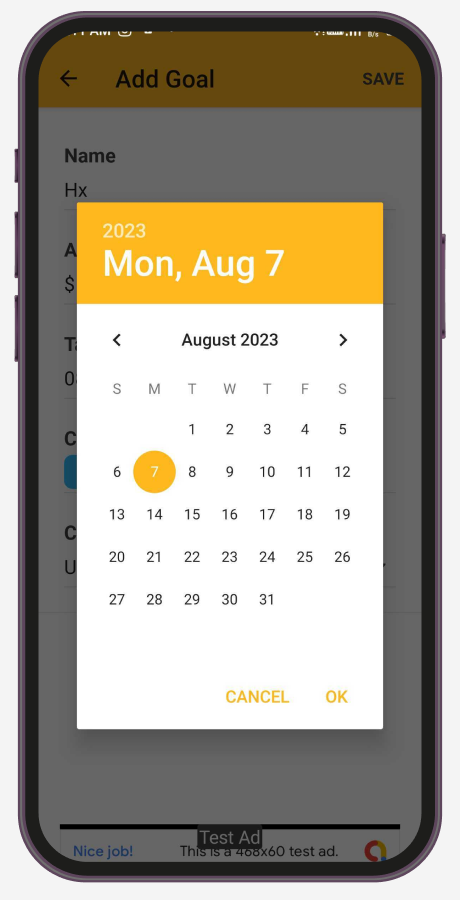 Add Goal
SAVE
Name
Hx
2023
Mon, Aug 7
$
August 2023
S M T W T F S
1 2 3 4 5
6 7 8 9 10 11 12
13 14 15 16 17 18 19
20 21 22 23 24 25 26
27 28 29 30 31
CANCEL OK
Test Ad
Nice job! This is a 468x60 test ad.